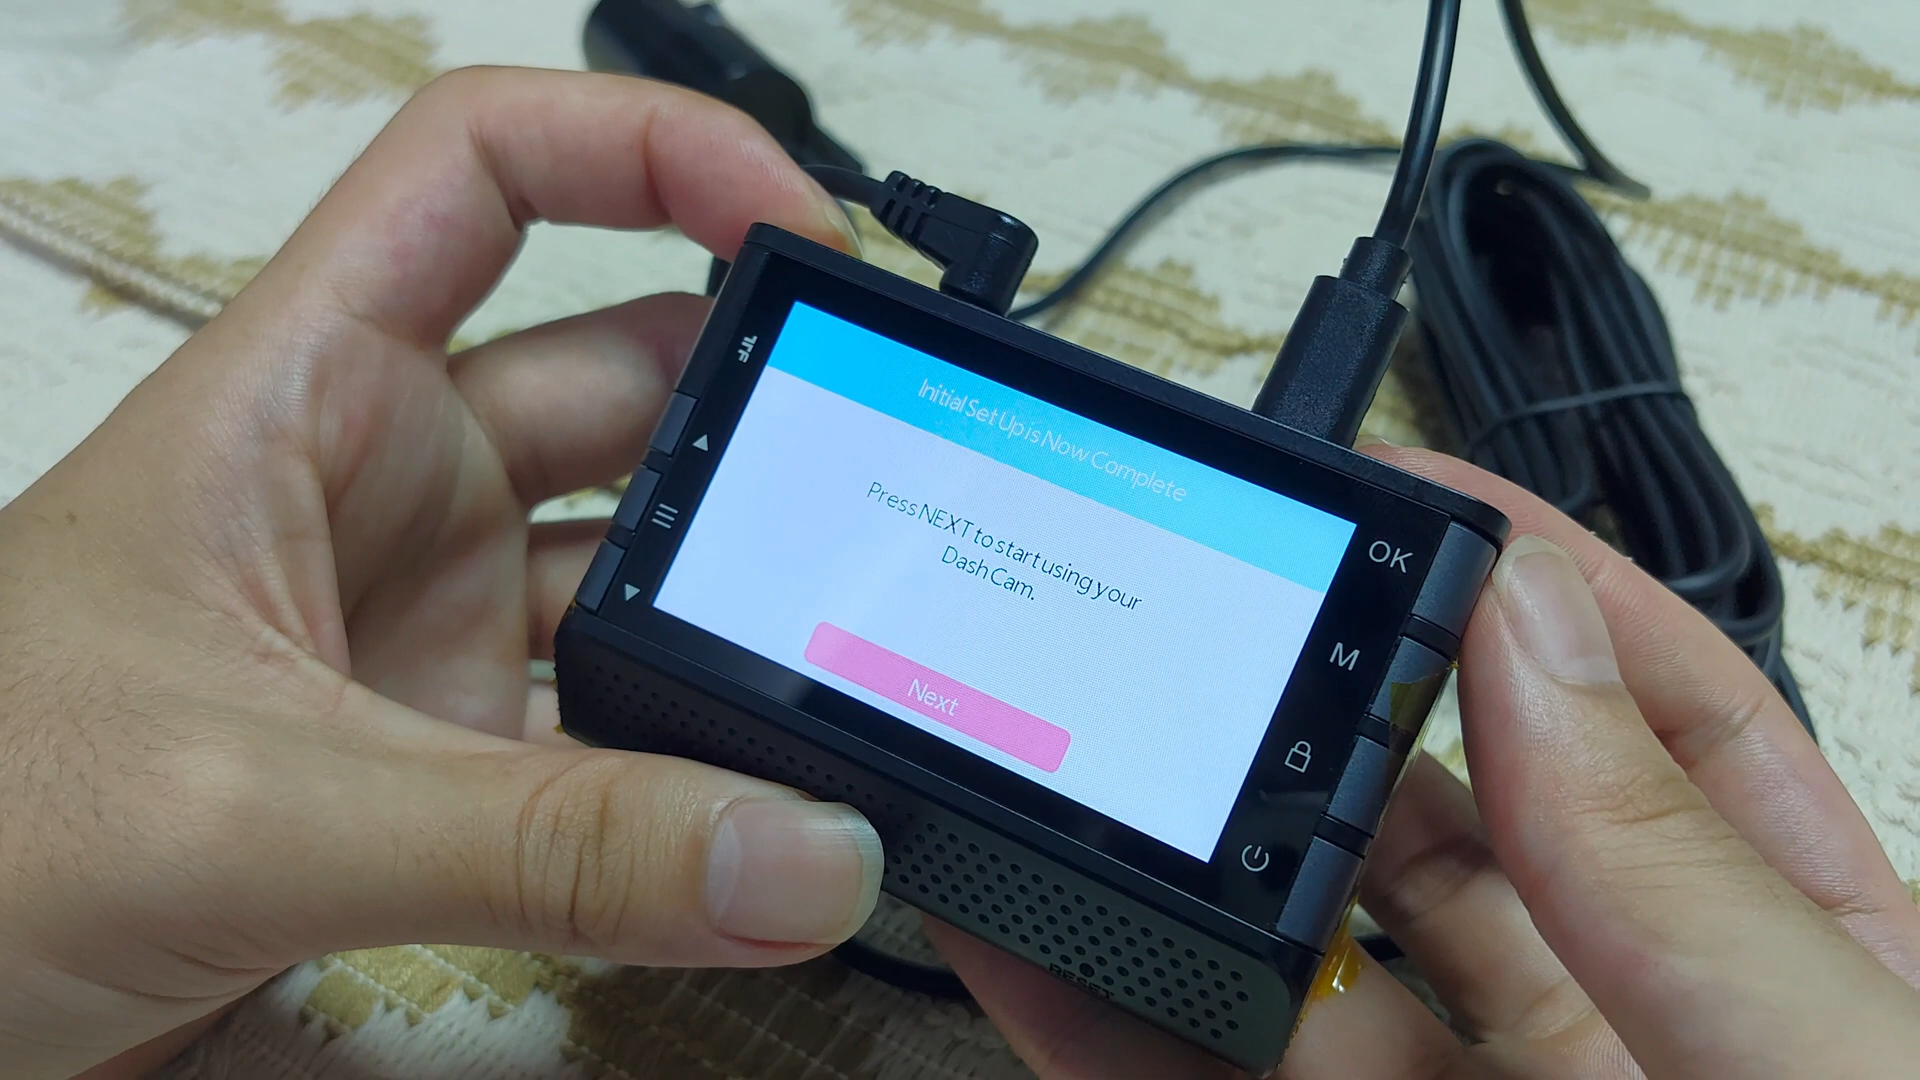 Initial Set Up is Now Complete
Press NEXT to start using your
Dash Cam.
Next
TF
OK
M
RESET